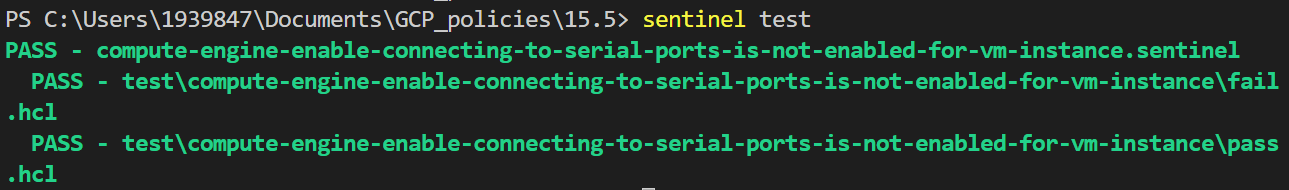 PS C:\Users\1939847\Documents\GCP_policies\15.5> sentinel test
PASS - compute-engine-enable-connecting-to-serial-ports-is-not-enabled-for-vm-instance.sentinel
  PASS - test\compute-engine-enable-connecting-to-serial-ports-is-not-enabled-for-vm-instance\fail
.hcl
  PASS - test\compute-engine-enable-connecting-to-serial-ports-is-not-enabled-for-vm-instance\pass
.hcl